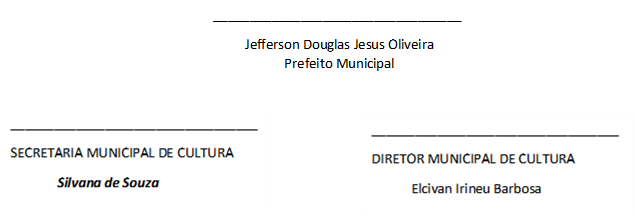 Jefferson Douglas Jesus Oliveira
Prefeito Municipal
SECRETARIA MUNICIPAL DE CULTURA
Silvana de Souza
DIRETOR MUNICIPAL DE CULTURA
Elcivan Irineu Barbosa